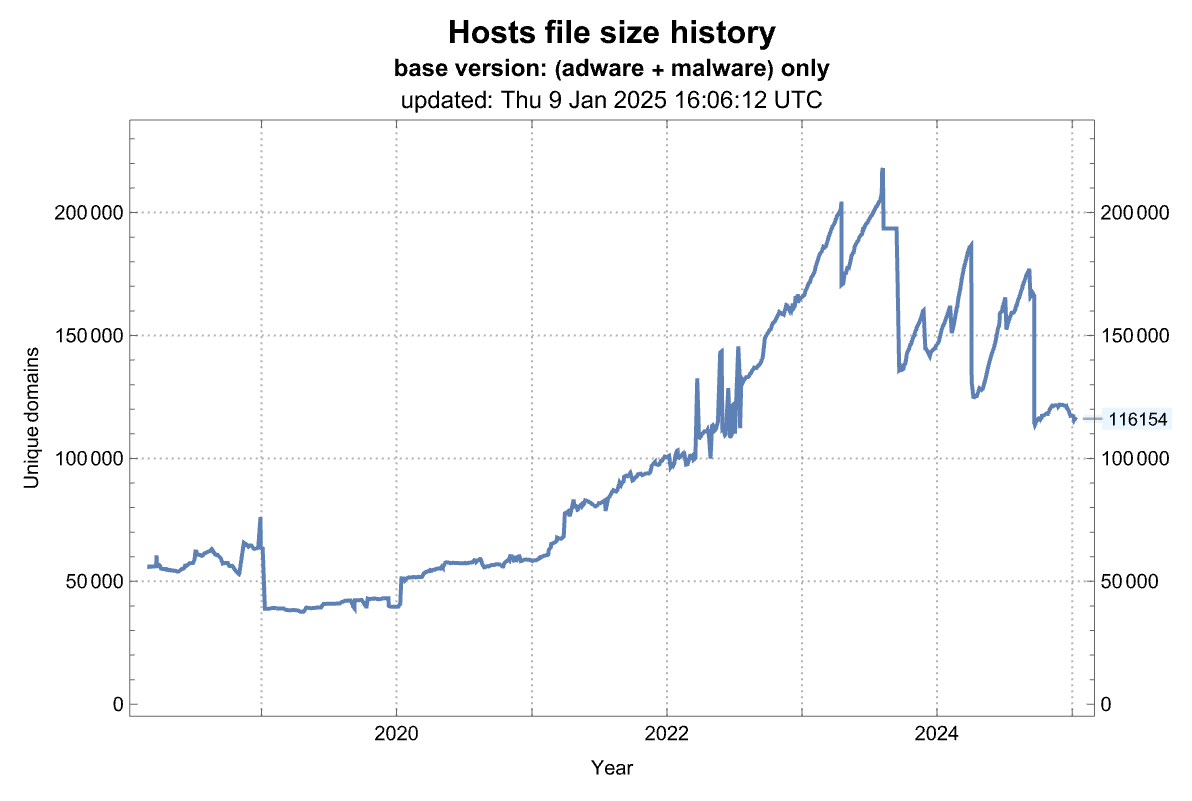 Hosts file size history
base version: (adware + malware) only
updated: Thu 9 Jan 2025 16:06:12 UTC
200 000
200 000
150 000
150 000
Unique domains
116154
100 000
100 000
50 000
50 000
0
0
2020
2022
2024
Year